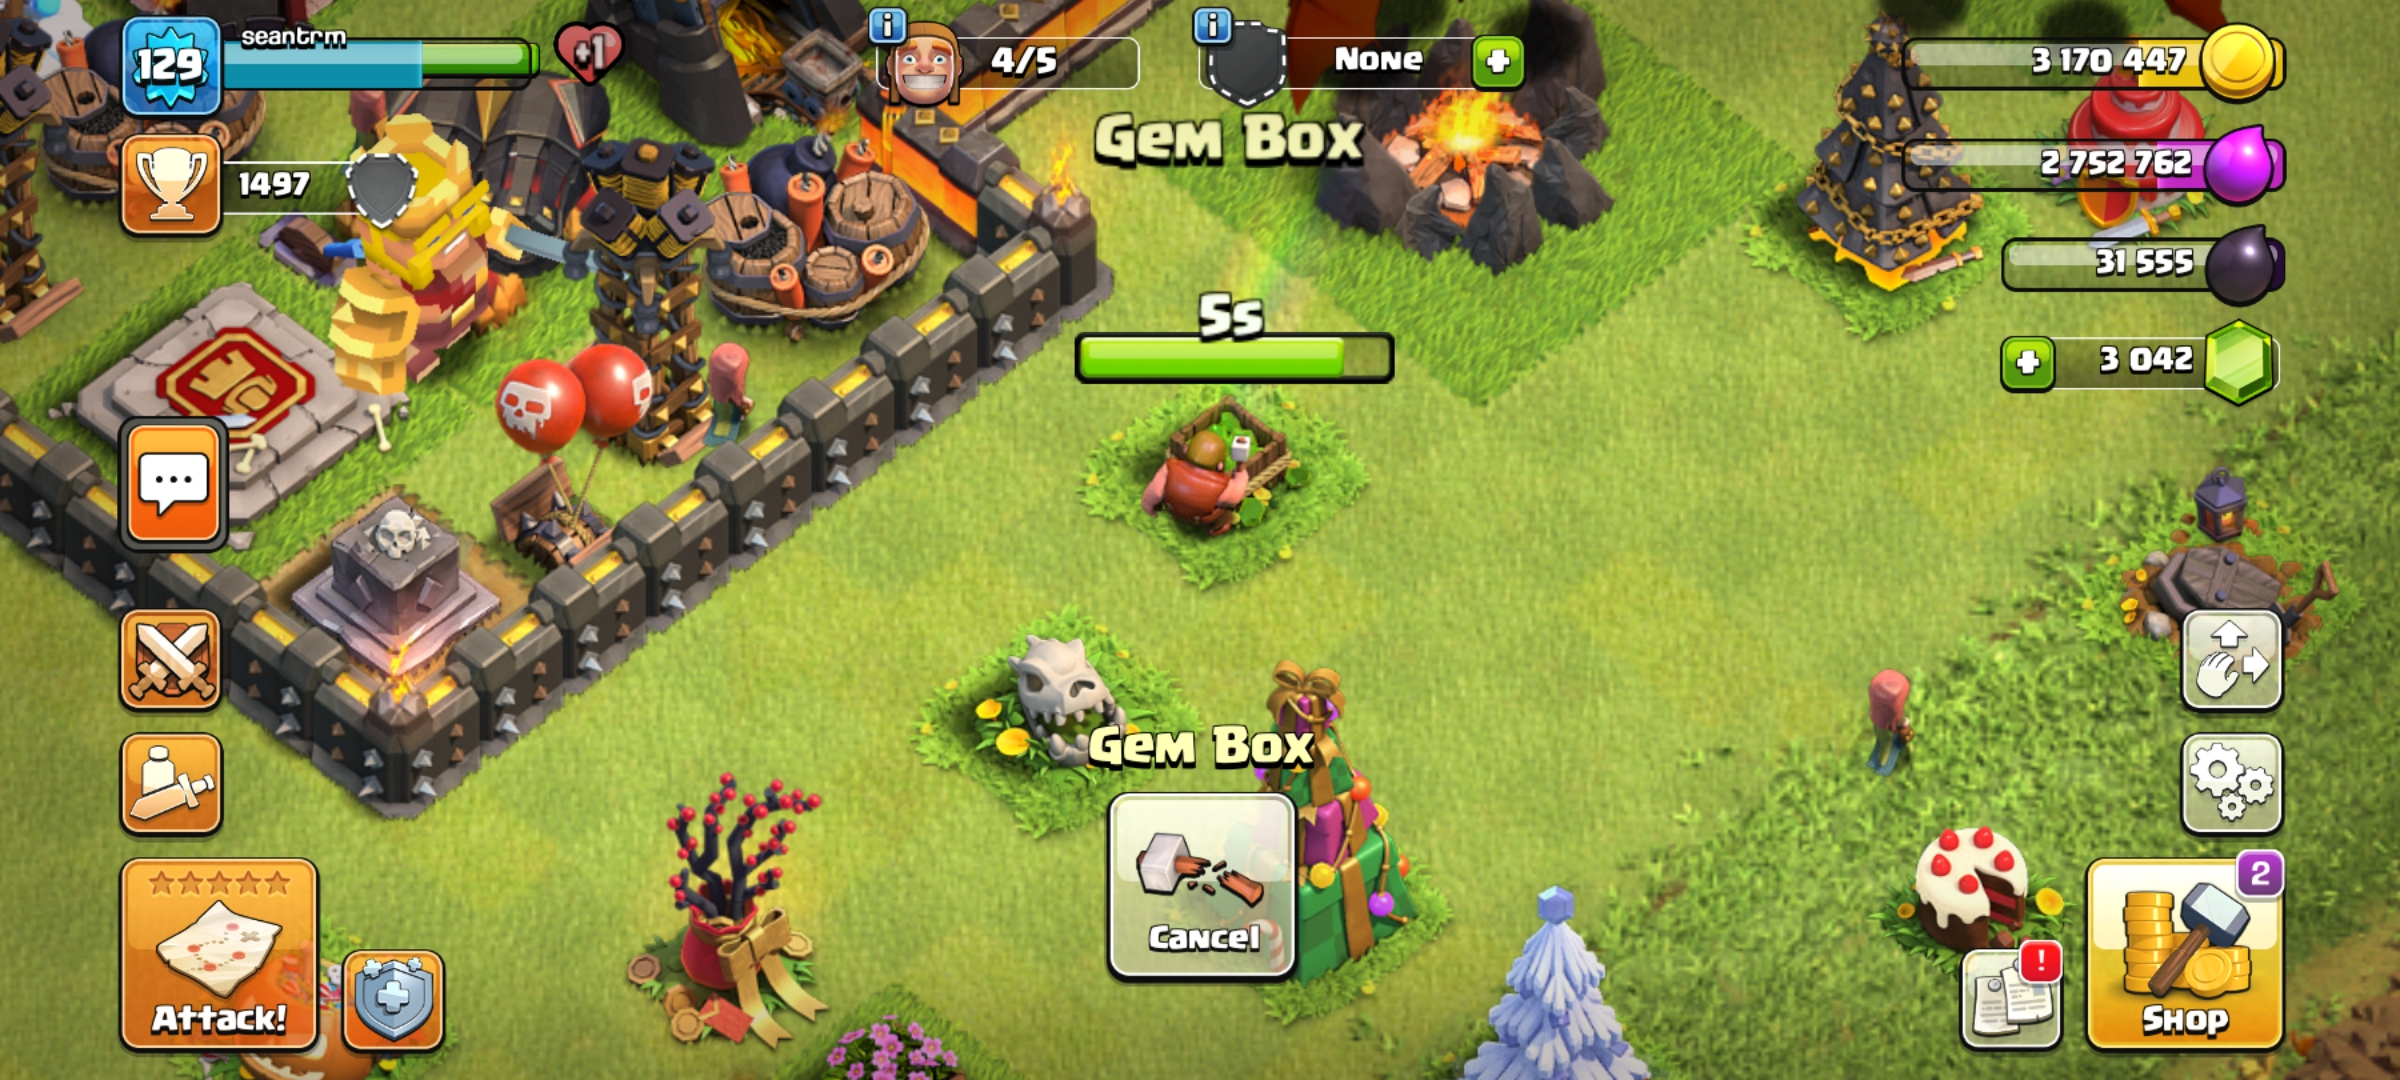 129
seantrm
+1
i
4/5
i
None
3 170 447
1497
Gem Box
2 752 762
31 555
5s
3 042
Gem Box
Cancel
2
!
Attack!
Shop